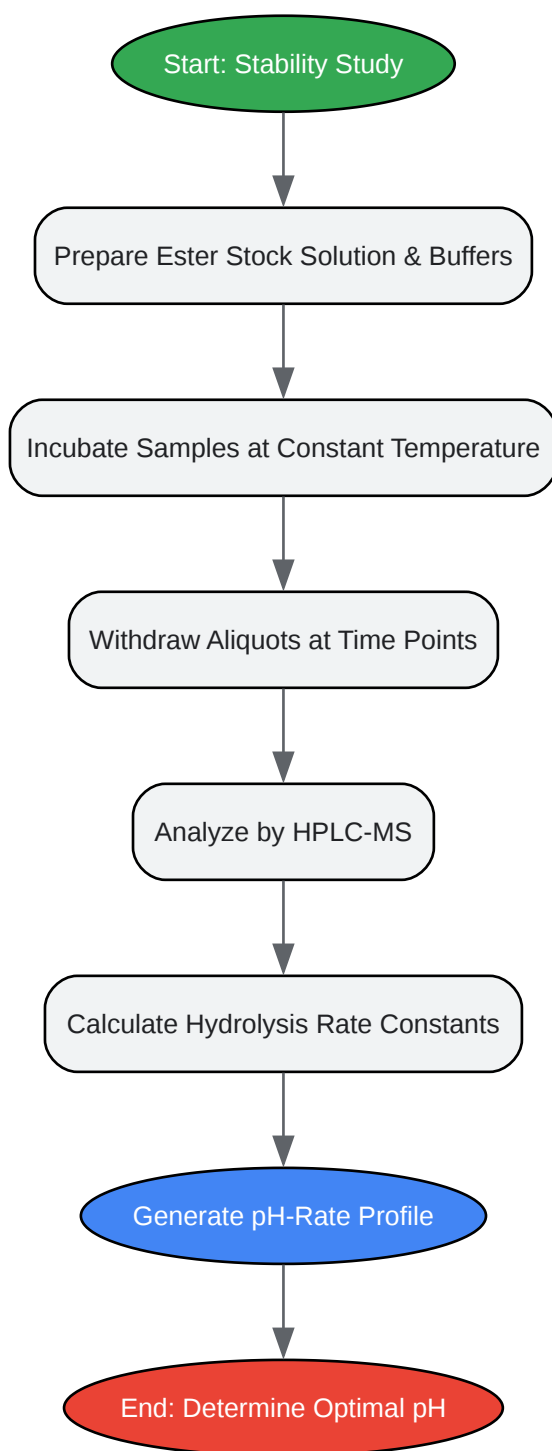 Start: Stability Study
Prepare Ester Stock Solution & Buffers
Incubate Samples at Constant Temperature
Withdraw Aliquots at Time Points
Analyze by HPLC-MS
Calculate Hydrolysis Rate Constants
Generate pH-Rate Profile
End: Determine Optimal pH